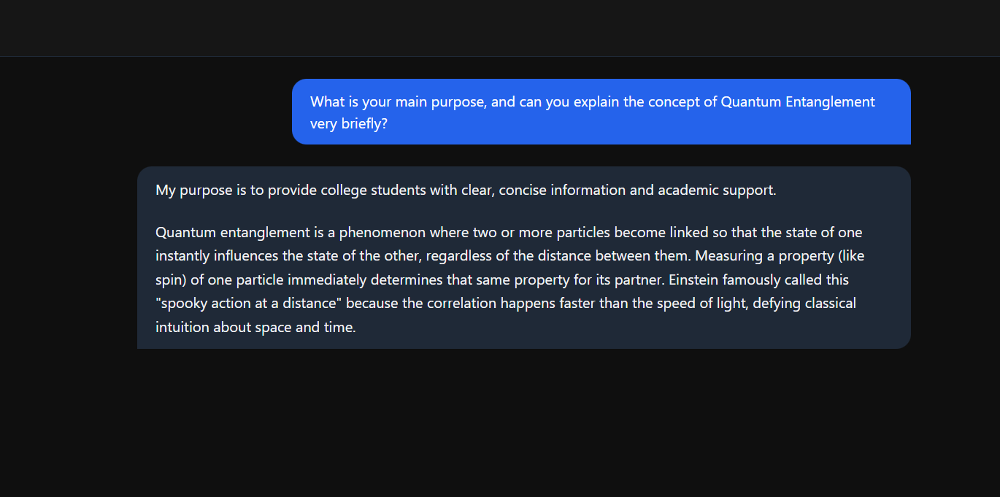 What is your main purpose, and can you explain the concept of Quantum Entanglement
very briefly?
My purpose is to provide college students with clear, concise information and academic support.
Quantum entanglement is a phenomenon where two or more particles become linked so that the state of one
instantly influences the state of the other, regardless of the distance between them. Measuring a property (like
spin) of one particle immediately determines that same property for its partner. Einstein famously called this
"spooky action at a distance" because the correlation happens faster than the speed of light, defying classical
intuition about space and time.